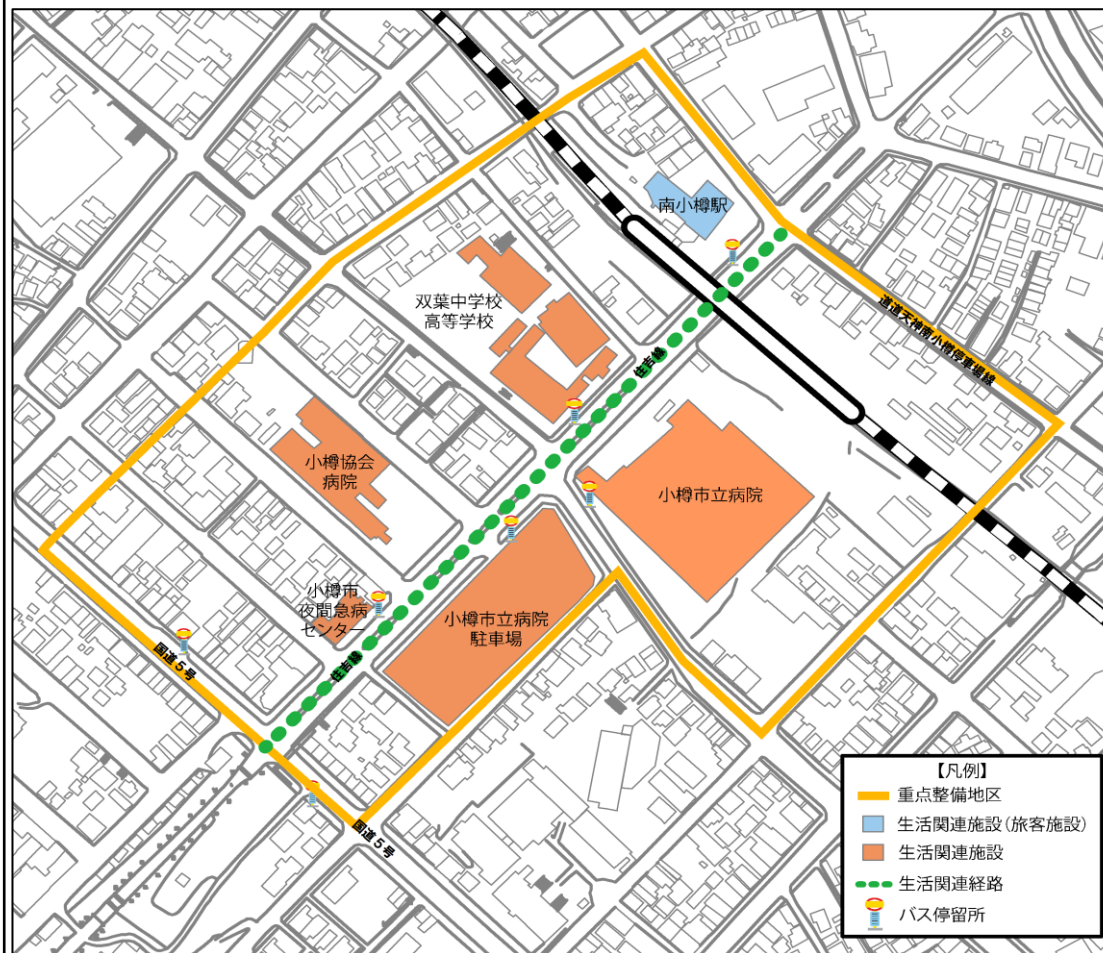 南小樽駅
双葉中学校
高等学校
道道天神南小樽停車場線
住吉線
小樽協会
病院
小樽市立病院
小樽市
夜間急病
センター
小樽市立病院
駐車場
住吉線
国道5号
国道5号
【凡例】
重点整備地区
生活関連施設(旅客施設)
生活関連施設
生活関連経路
バス停留所